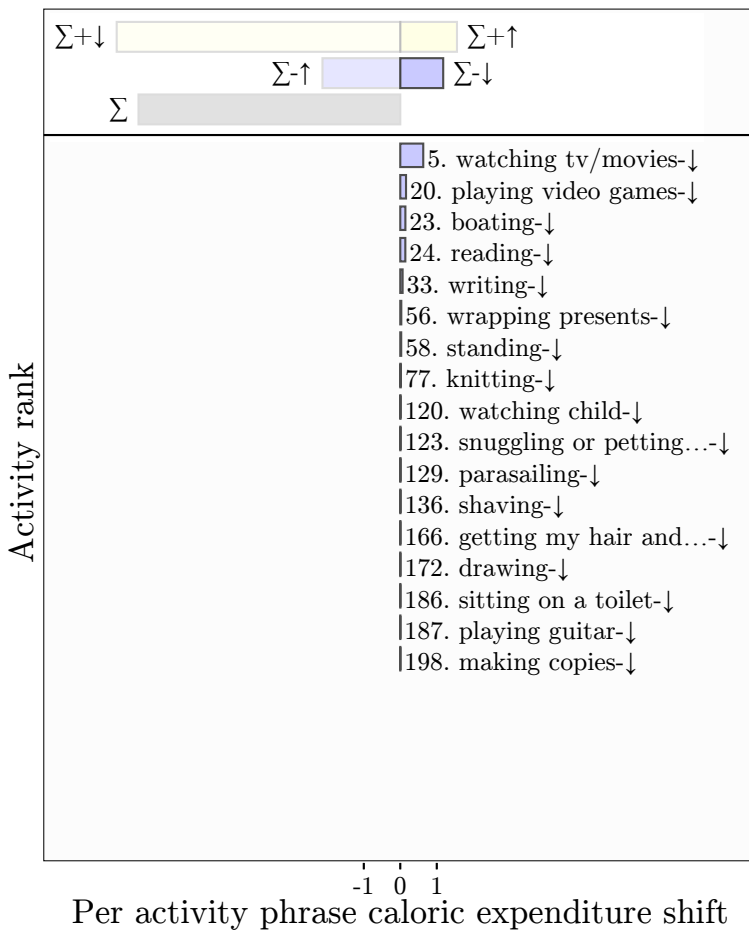 ∑+↓ ∑+↑
∑-↑ ∑-↓
∑
5. watching tv/movies-↓
20. playing video games-↓
23. boating-↓
24. reading-↓
33. writing-↓
56. wrapping presents-↓
58. standing-↓
77. knitting-↓
120. watching child-↓
123. snuggling or petting...-↓
129. parasailing-↓
136. shaving-↓
166. getting my hair and...-↓
172. drawing-↓
186. sitting on a toilet-↓
187. playing guitar-↓
198. making copies-↓
Activity rank
-1 0 1
Per activity phrase caloric expenditure shift